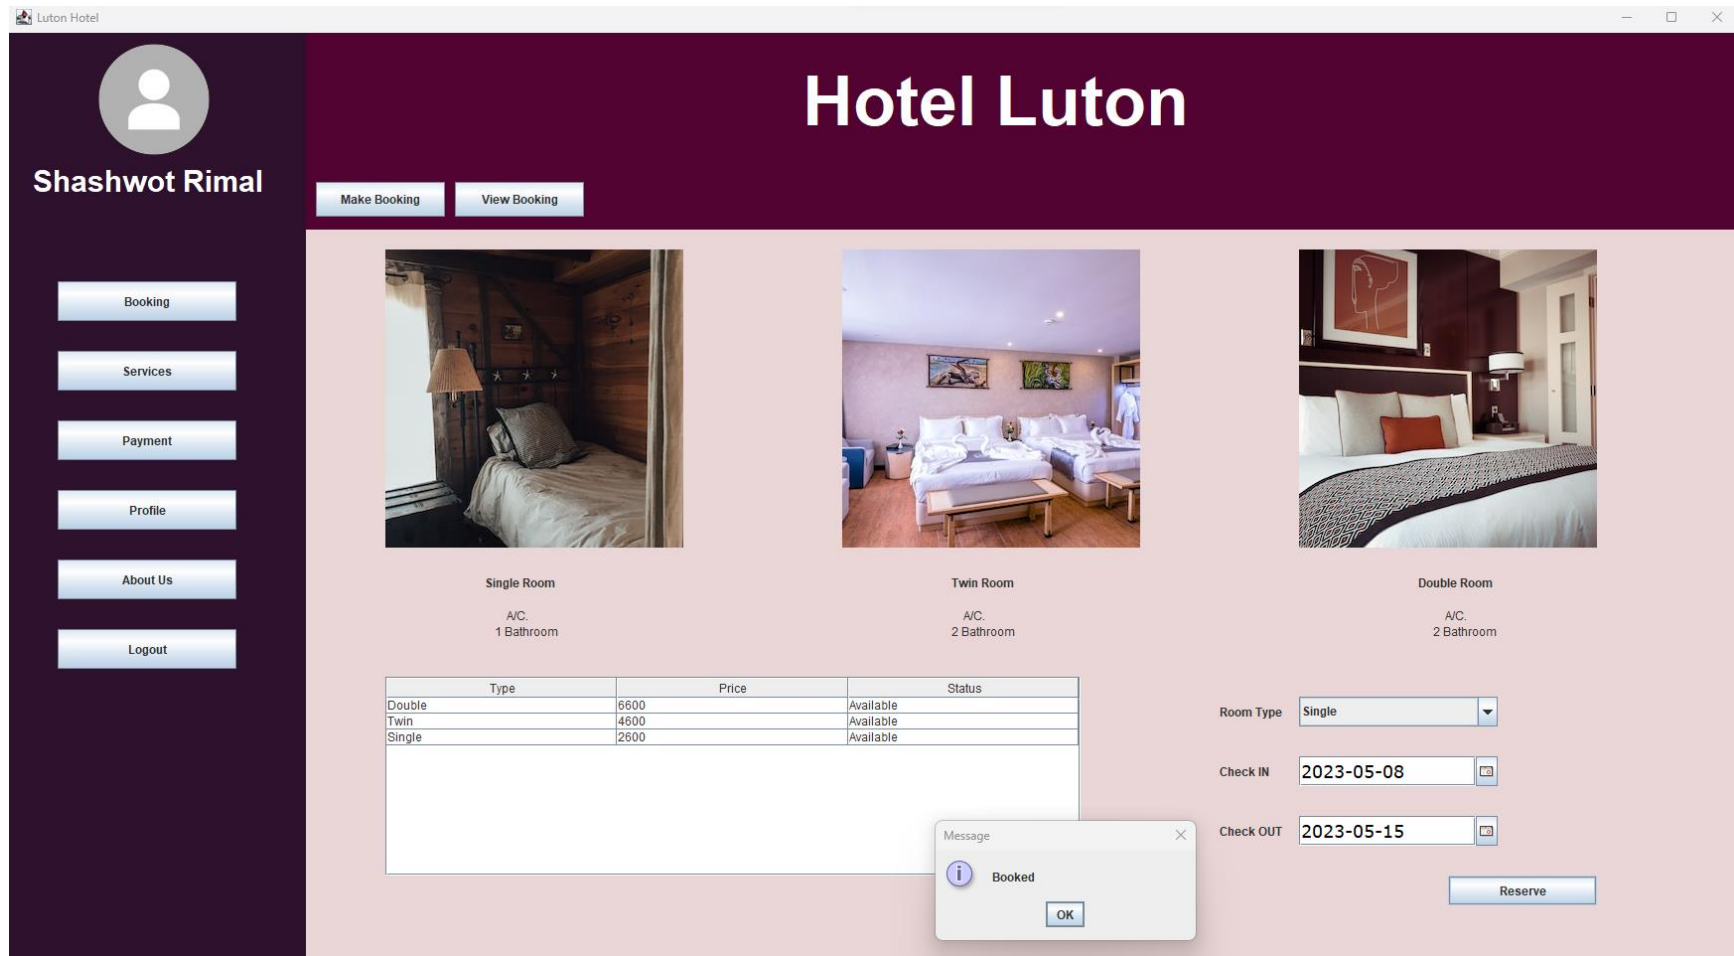 Luton Hotel
Hotel Luton
Shashwot Rimal
Make Booking View Booking
Booking
Services
Payment
Profile
About Us
Logout
Single Room
A/C.
1 Bathroom
Twin Room
A/C.
2 Bathroom
Double Room
A/C.
2 Bathroom
Type Price Status
Double 6600 Available
Twin 4600 Available
Single 2600 Available
Room Type Single
Check IN 2023-05-08
Check OUT 2023-05-15
Reserve
Message
Booked
OK